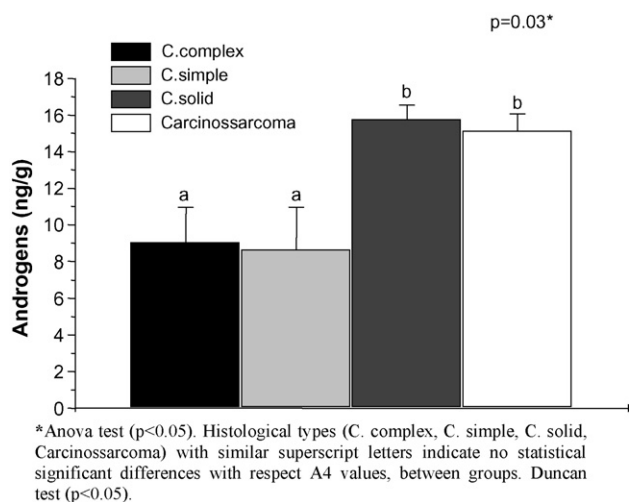 p=0.03*
C.complex
C.simple
C.solid
Carcinossarcoma
18
16
14
12
10
8
6
4
2
0
Androgens (ng/g)
a
a
b
b
*Anova test (p<0.05). Histological types (C. complex, C. simple, C. solid,
Carcinossarcoma) with similar superscript letters indicate no statistical
significant differences with respect A4 values, between groups. Duncan
test (p<0.05).